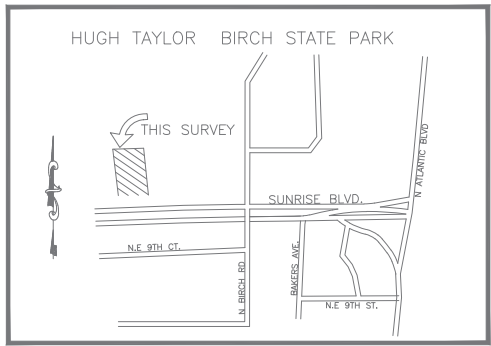 HUGH TAYLOR BIRCH STATE PARK
THIS SURVEY
N ATLANTIC BLVD
SUNRISE BLVD.
N.E 9TH CT.
N BIRCH RD
BAKERS AVE.
N.E 9TH ST.